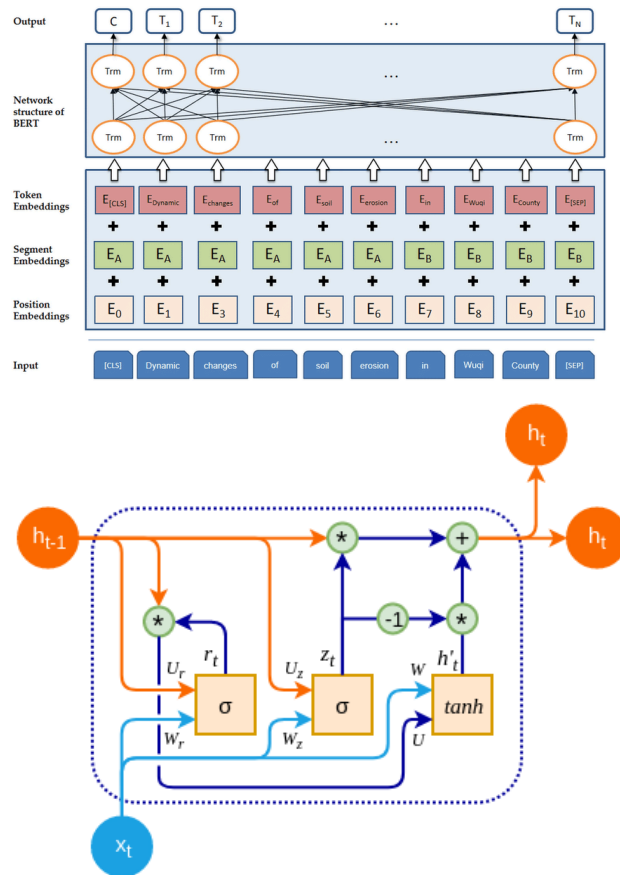 Output C T1 T2 ... TN
Trm Trm Trm ... Trm
Network structure of BERT
Trm Trm Trm ... Trm
Token Embeddings E[CLS] EDynamic Echanges Eof Esoil Eerosion Ein EWuqi ECounty E[SEP]
+ + + + + + + + + +
Segment Embeddings EA EA EA EA EA EA EB EB EB EB
+ + + + + + + + + +
Position Embeddings E0 E1 E3 E4 E5 E6 E7 E8 E9 E10
Input [CLS] Dynamic changes of soil erosion in Wuqi County [SEP]
ht
ht-1 * + ht
* -1 *
rt zt h't
Ur Uz W
σ σ tanh
Wr Wz U
xt